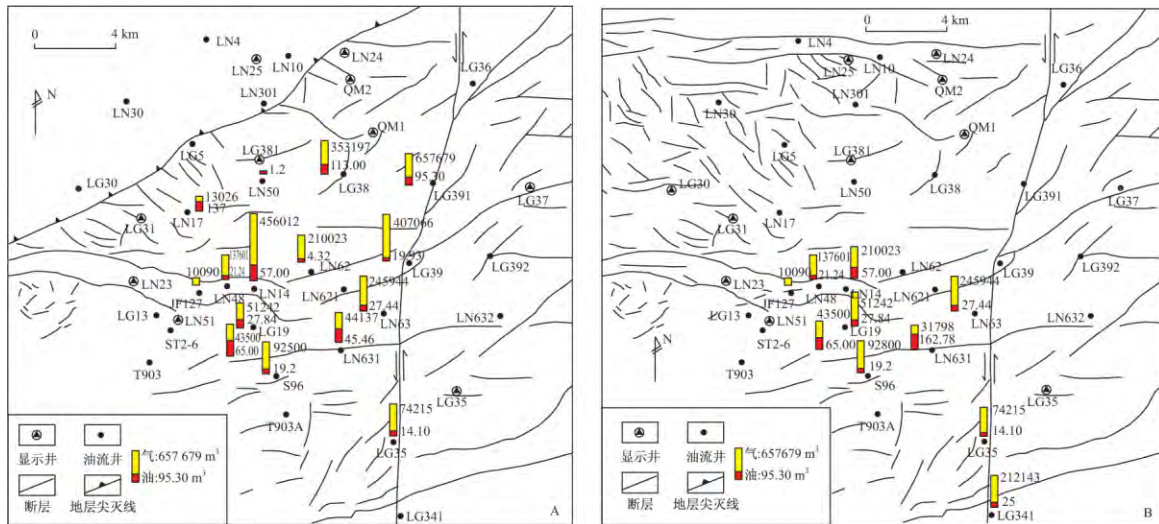 0 4 km
N
LN4
LN25
LN10
LN24
QM2
LG36
LN30
LN301
QM1
LG5
LG381
353197
113.00
657679
95.30
1.2
LN50
LG38
LG391
LG37
LG30
13026
137
LN17
LG31
456012
57.00
210023
4.32
407066
19.93
LG39
LG392
137601
21.24
10090
LN62
LN23
JF127
LN48
LN14
LN621
245944
27.44
LG13
LN51
ST2-6
51242
27.84
LG19
44137
45.46
LN63
LN632
43500
65.00
92500
19.2
LN631
T903
S96
T903A
LG35
74215
14.10
LG35
LG341
显示井 油流井
断层 地层尖灭线
气:657 679 m³
油:95.30 m³
A
0 4 km
N
LN4
LN25
LN10
LN24
QM2
LG36
LN30
LN301
QM1
LG5
LG381
LN50
LG38
LG391
LG37
LG30
LN17
LG31
137601
21.24
210023
57.00
10090
LN62
LG39
LG392
LN23
JF127
LN48
LN14
LN621
245944
27.44
LG13
LN51
ST2-6
51242
27.84
LG19
31798
162.78
LN63
LN632
43500
65.00
92800
19.2
LN631
T903
S96
T903A
LG35
74215
14.10
LG35
212143
25
LG341
显示井 油流井
断层 地层尖灭线
气:657679 m³
油:95.30 m³
B